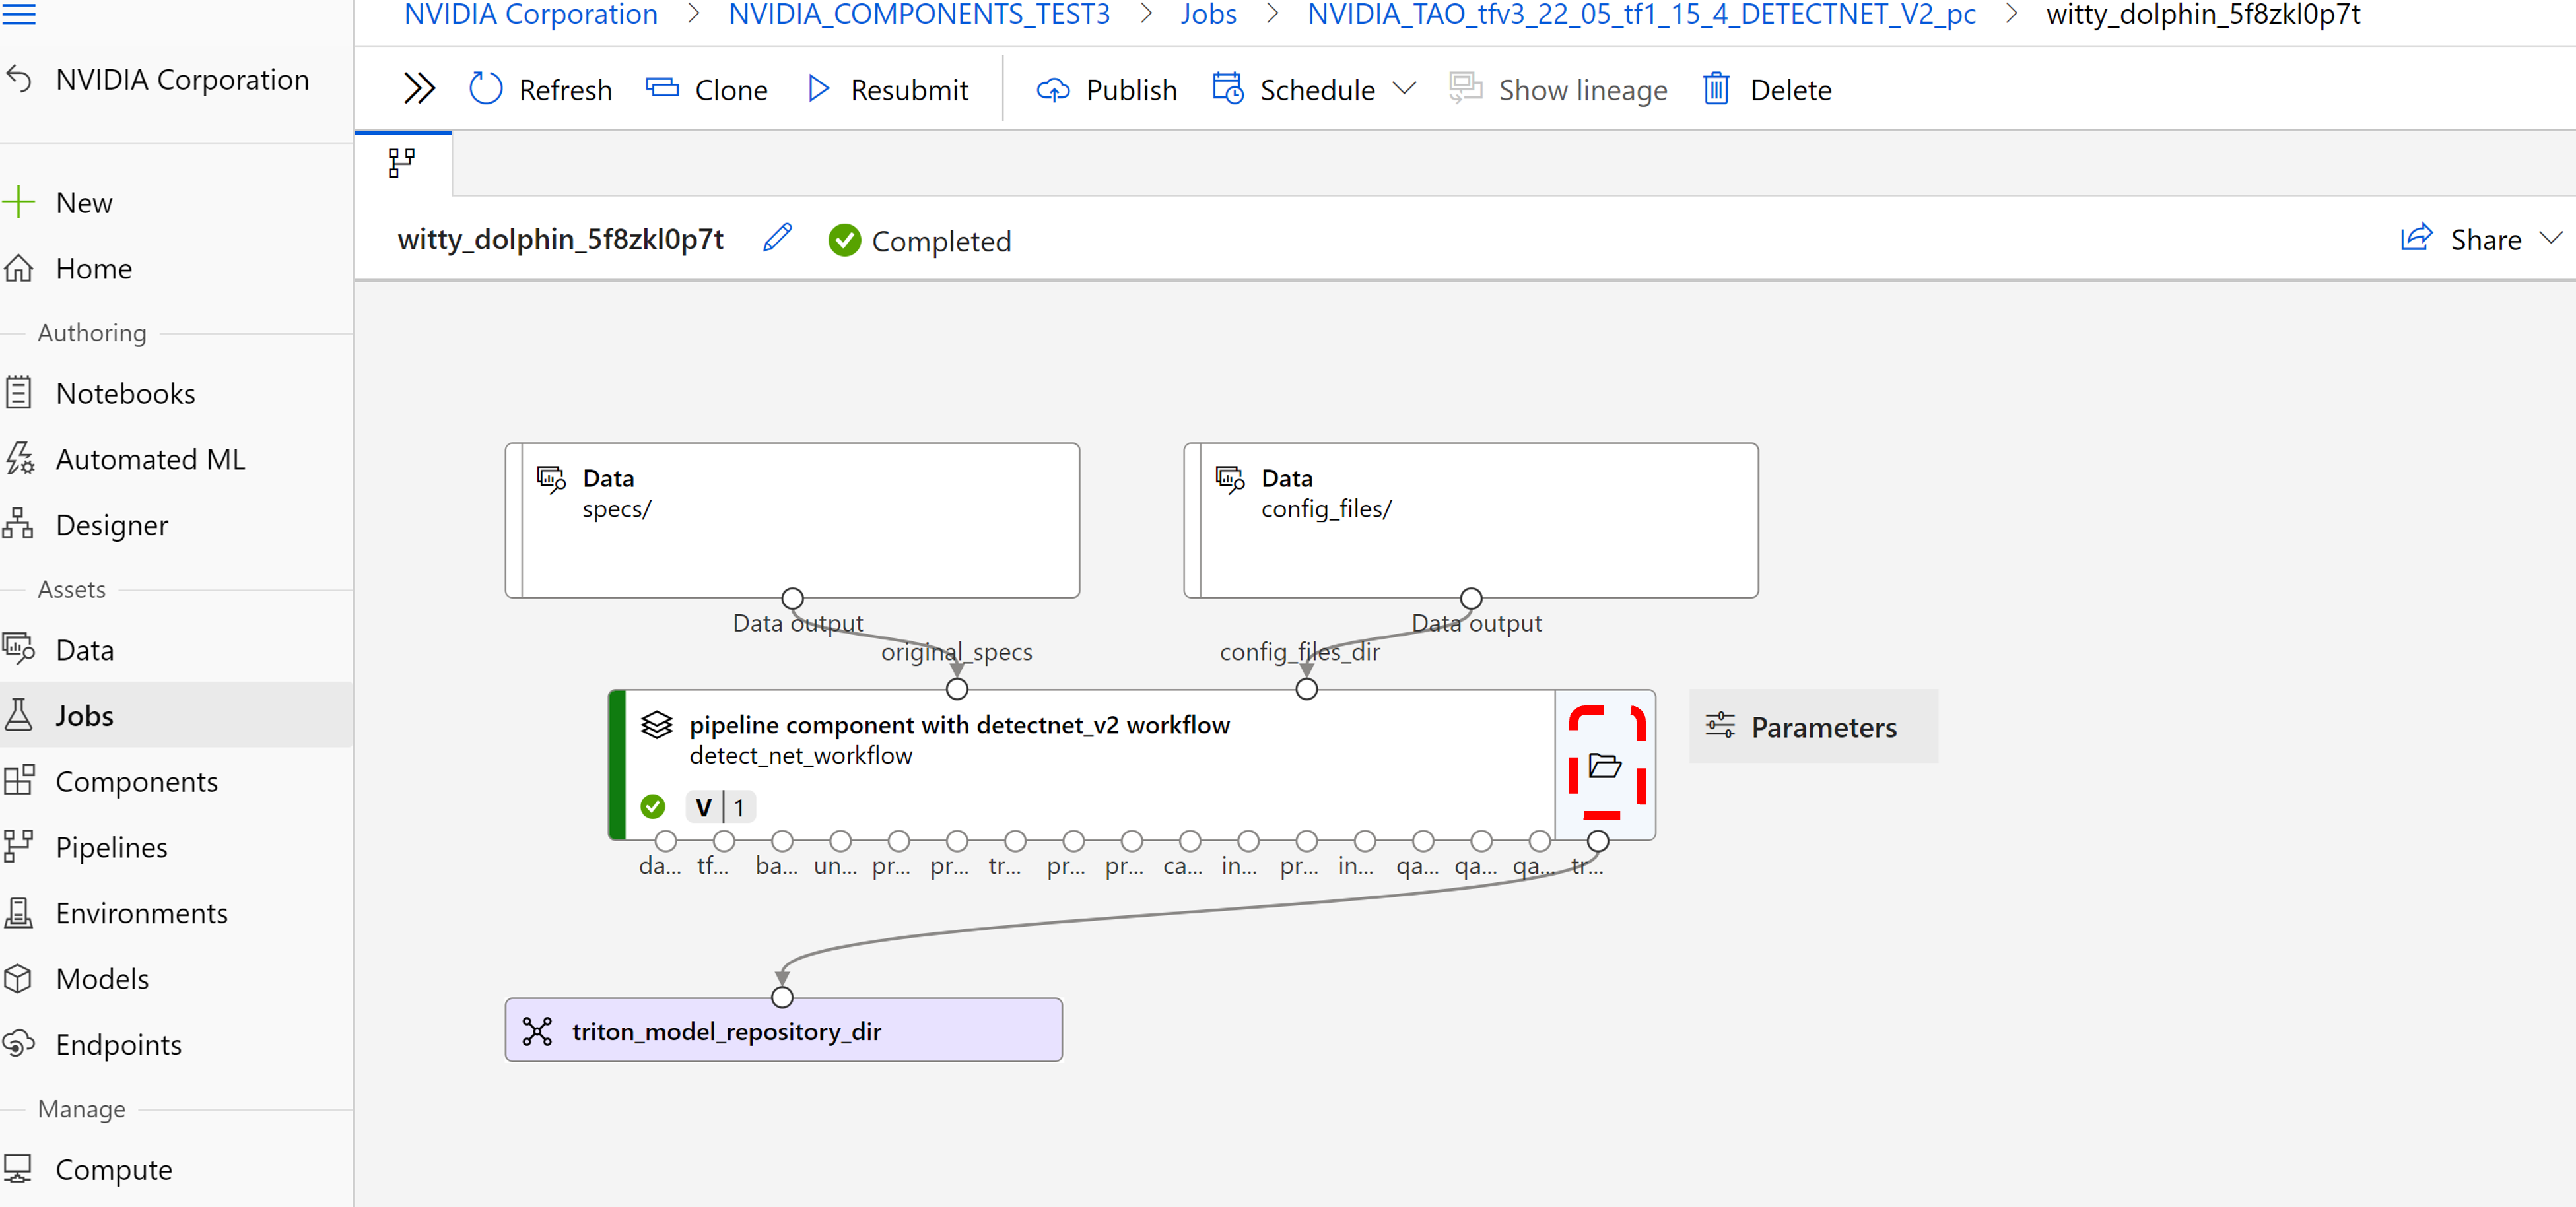 NVIDIA Corporation > NVIDIA_COMPONENTS_TEST3 > Jobs > NVIDIA_TAO_tfv3_22_05_tf1_15_4_DETECTNET_V2_pc > witty_dolphin_5f8zkl0p7t
NVIDIA Corporation
Refresh Clone Resubmit Publish Schedule Show lineage Delete
New
Home
Authoring
Notebooks
Automated ML
Designer
Assets
Data
Jobs
Components
Pipelines
Environments
Models
Endpoints
Manage
Compute
witty_dolphin_5f8zkl0p7t Completed Share
Data
specs/
Data
config_files/
Data output Data output
original_specs config_files_dir
pipeline component with detectnet_v2 workflow
detect_net_workflow
V 1
Parameters
da... tf... ba... un... pr... pr... tr... pr... pr... ca... in... pr... in... qa... qa... qa... tr...
triton_model_repository_dir